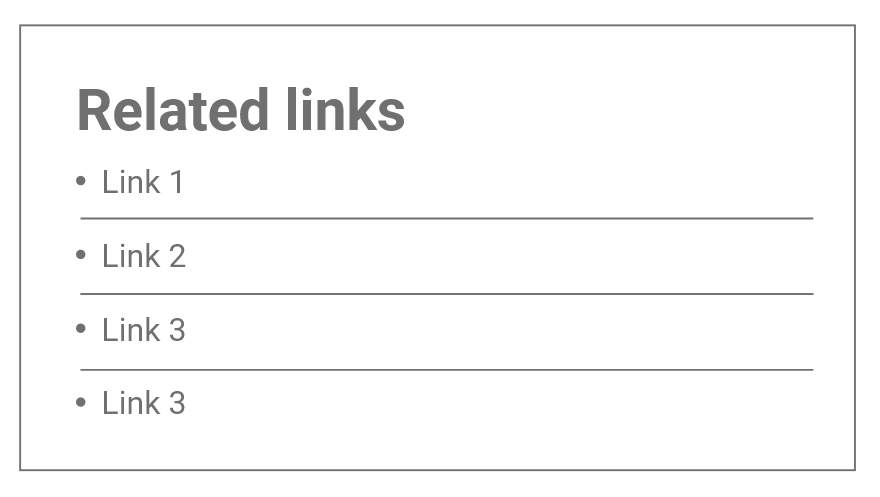 Related links
• Link 1
• Link 2
• Link 3
• Link 3